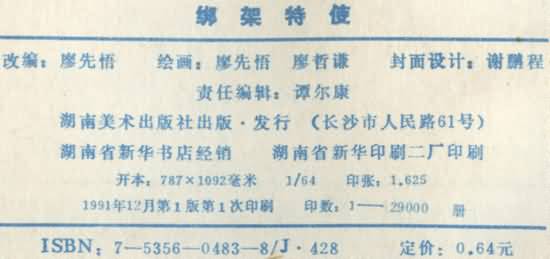 绑架特使
改编：廖先悟 绘画：廖先悟 廖哲谦 封面设计：谢鹏程
责任编辑：谭尔康
湖南美术出版社出版·发行 （长沙市人民路61号）
湖南省新华书店经销 湖南省新华印刷二厂印刷
开本：787×1092毫米 1/64 印张：1.625
1991年12月第1版第1次印刷 印数：1——29000 册
ISBN：7—5356—0483—8/J·428 定价：0.64元